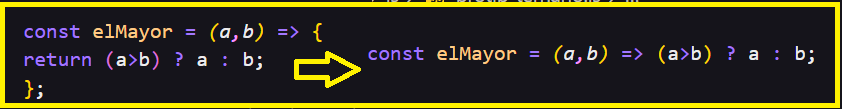 const elMayor = (a,b) => {
return (a>b) ? a : b;
};
const elMayor = (a,b) => (a>b) ? a : b;